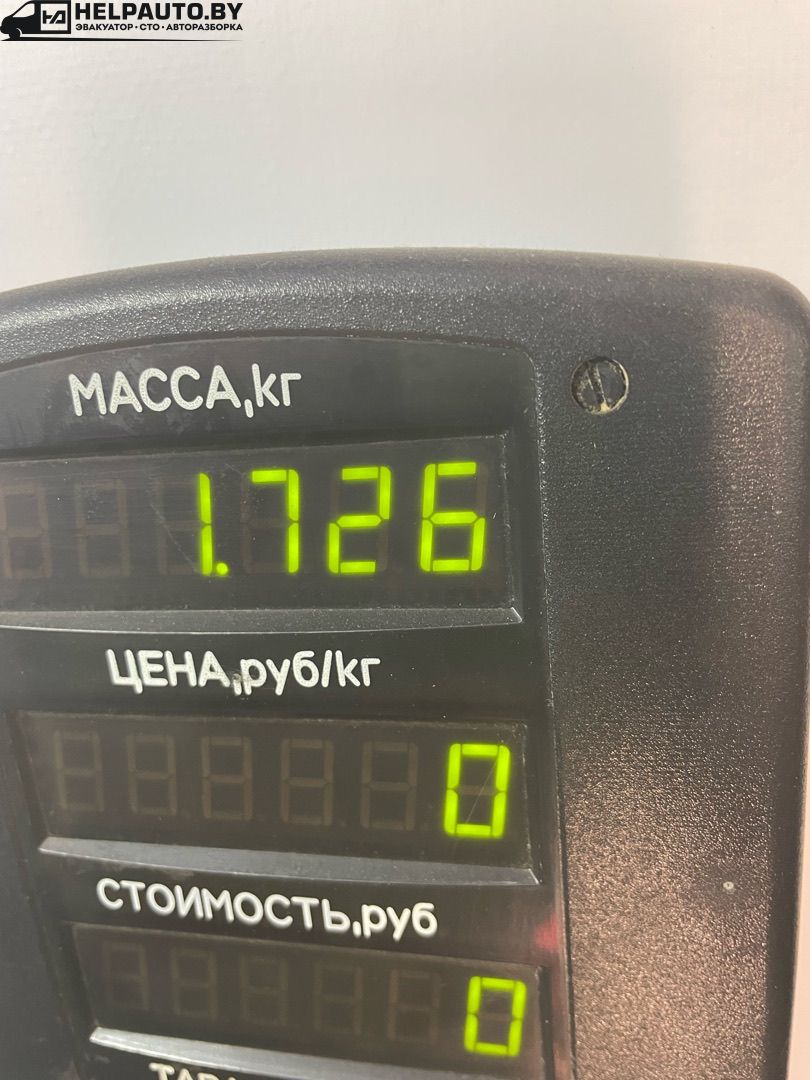 HELPAUTO.BY
ЭВАКУАТОР • СТО • АВТОРАЗБОРКА
МАССА,кг
1.726
ЦЕНА,руб/кг
0
СТОИМОСТЬ,руб
0